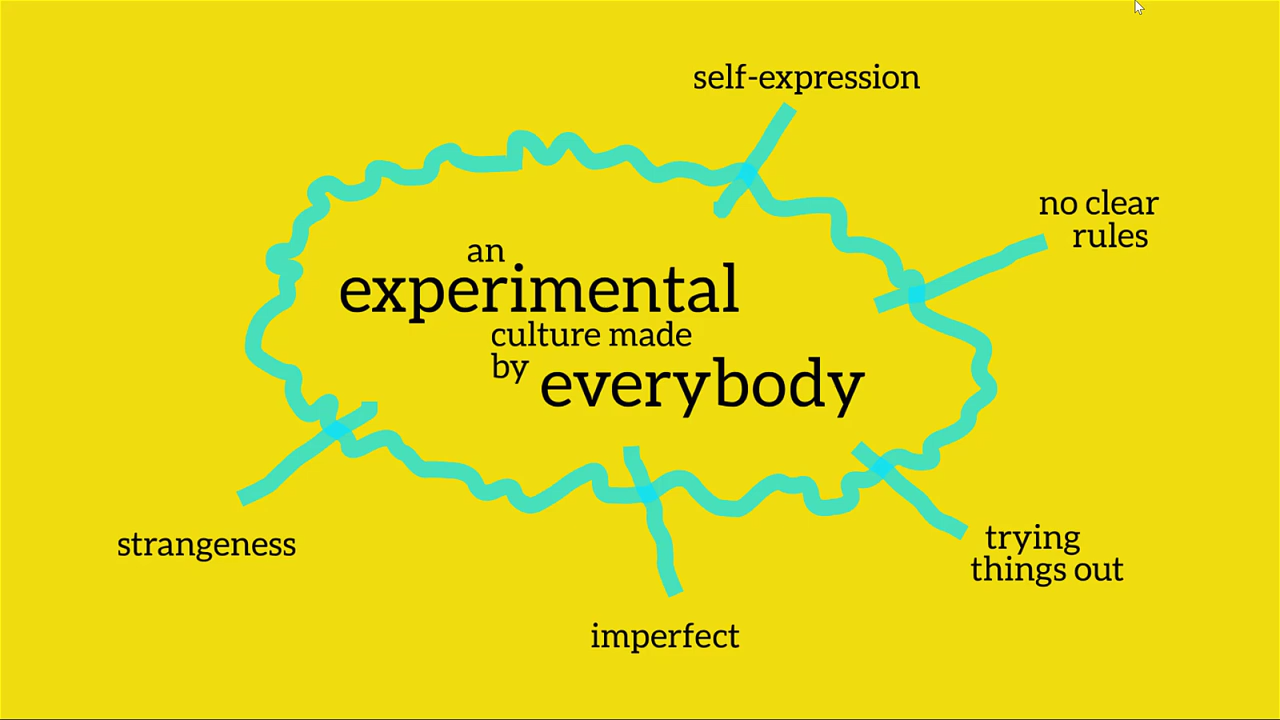 self-expression
no clear
rules
an
experimental
culture made
by everybody
trying
things out
strangeness
imperfect